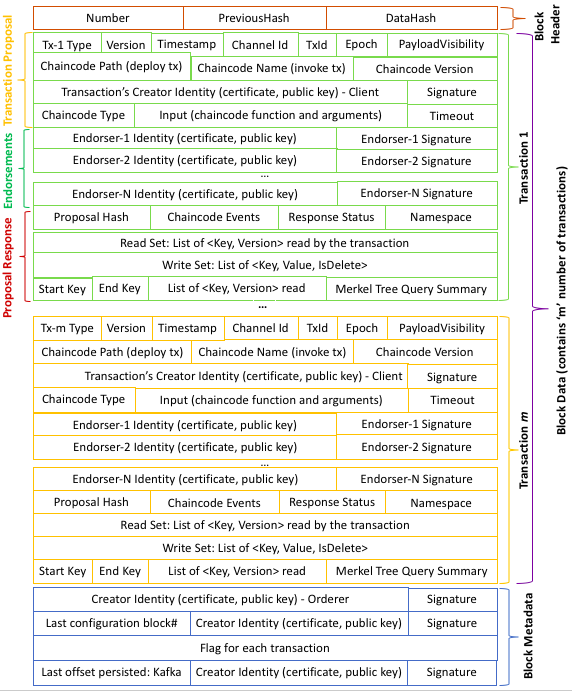 Number PreviousHash DataHash
Block Header
Tx-1 Type Version Timestamp Channel Id TxId Epoch PayloadVisibility
Chaincode Path (deploy tx) Chaincode Name (invoke tx) Chaincode Version
Transaction’s Creator Identity (certificate, public key) - Client Signature
Chaincode Type Input (chaincode function and arguments) Timeout
Transaction Proposal
Endorser-1 Identity (certificate, public key) Endorser-1 Signature
Endorser-2 Identity (certificate, public key) Endorser-2 Signature
...
Endorser-N Identity (certificate, public key) Endorser-N Signature
Endorsements
Proposal Hash Chaincode Events Response Status Namespace
Read Set: List of <Key, Version> read by the transaction
Write Set: List of <Key, Value, IsDelete>
Start Key End Key List of <Key, Version> read Merkel Tree Query Summary
Proposal Response
Transaction 1
...
Tx-m Type Version Timestamp Channel Id TxId Epoch PayloadVisibility
Chaincode Path (deploy tx) Chaincode Name (invoke tx) Chaincode Version
Transaction’s Creator Identity (certificate, public key) - Client Signature
Chaincode Type Input (chaincode function and arguments) Timeout
Endorser-1 Identity (certificate, public key) Endorser-1 Signature
Endorser-2 Identity (certificate, public key) Endorser-2 Signature
...
Endorser-N Identity (certificate, public key) Endorser-N Signature
Proposal Hash Chaincode Events Response Status Namespace
Read Set: List of <Key, Version> read by the transaction
Write Set: List of <Key, Value, IsDelete>
Start Key End Key List of <Key, Version> read Merkel Tree Query Summary
Transaction m
Block Data (contains ‘m’ number of transactions)
Creator Identity (certificate, public key) - Orderer Signature
Last configuration block# Creator Identity (certificate, public key) Signature
Flag for each transaction
Last offset persisted: Kafka Creator Identity (certificate, public key) Signature
Block Metadata